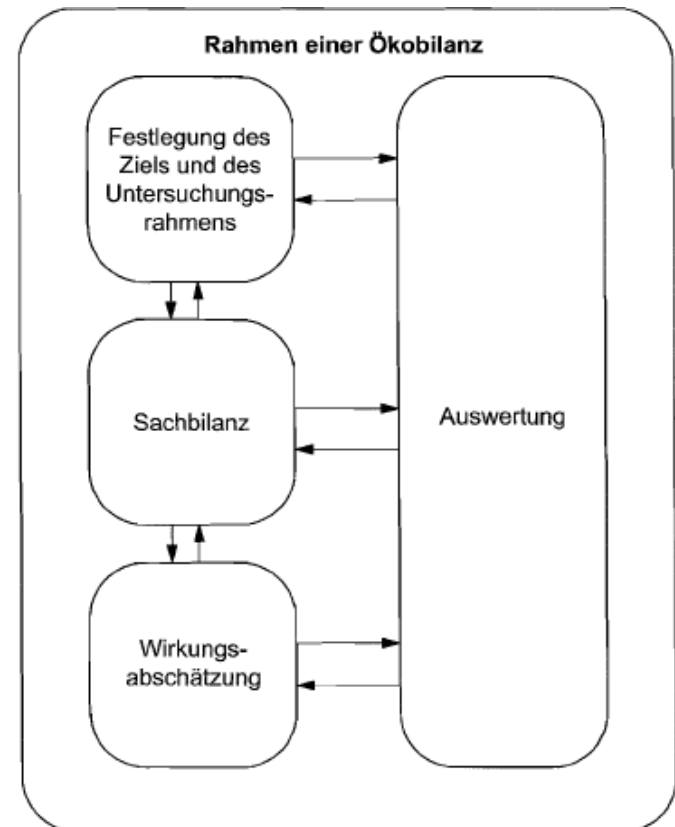 Rahmen einer Ökobilanz
Festlegung des
Ziels und des
Untersuchungs-
rahmens
Sachbilanz
Auswertung
Wirkungs-
abschätzung